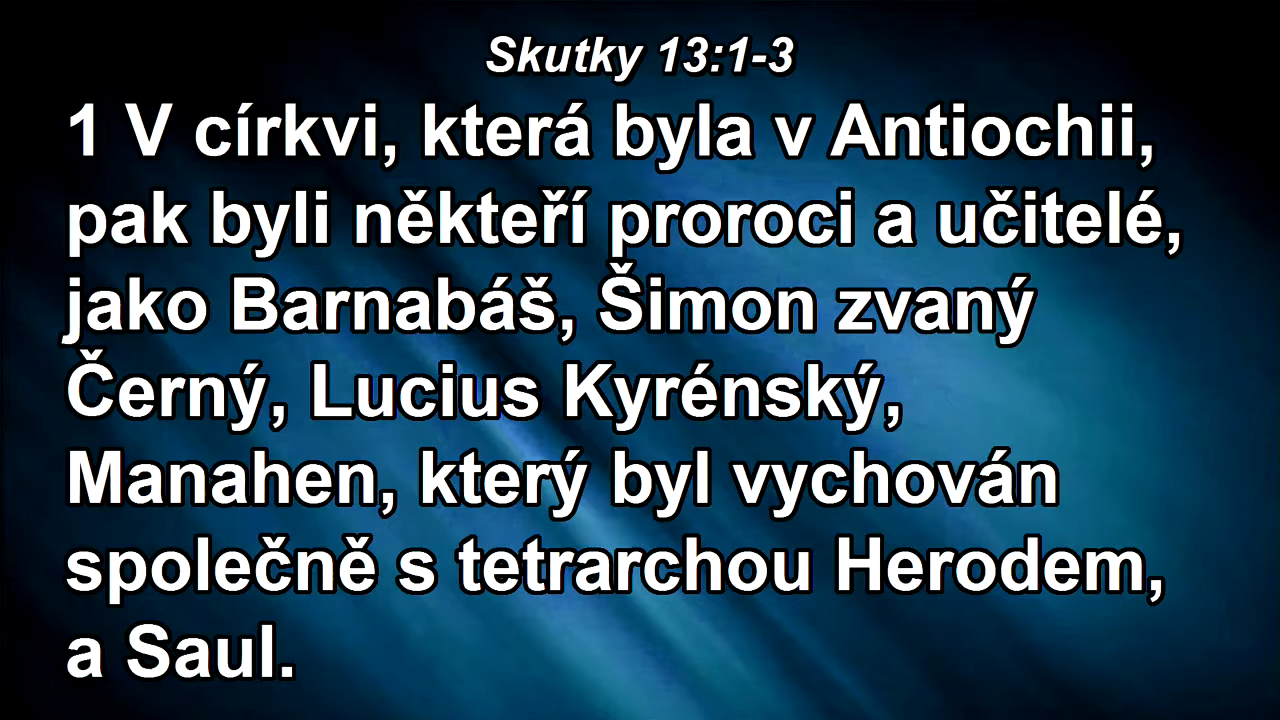 Skutky 13:1-3
1 V církvi, která byla v Antiochii,
pak byli někteří proroci a učitelé,
jako Barnabáš, Šimon zvaný
Černý, Lucius Kyrénský,
Manahen, který byl vychován
společně s tetrarchou Herodem,
a Saul.